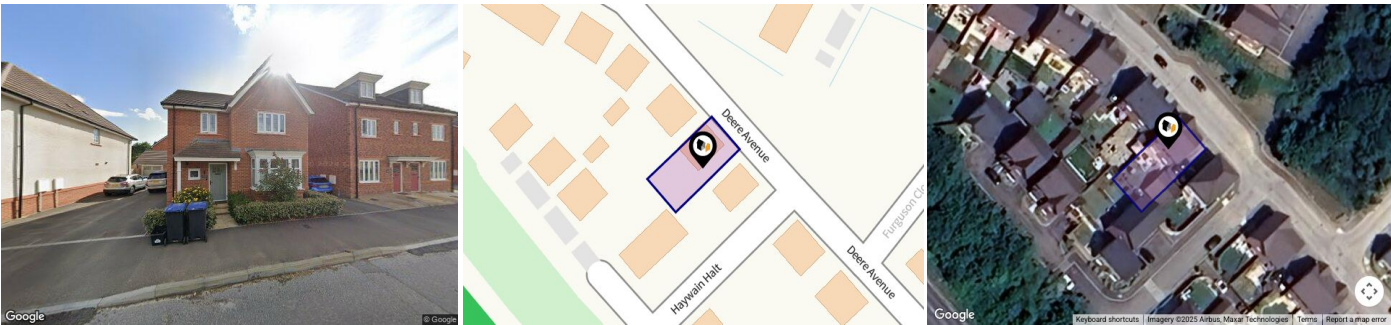 Google
© Google
Deere Avenue
Furguson Clo
Haywain Halt
Deere Avenue
Google
Keyboard shortcuts
Imagery ©2025 Airbus, Maxar Technologies
Terms
Report a map error